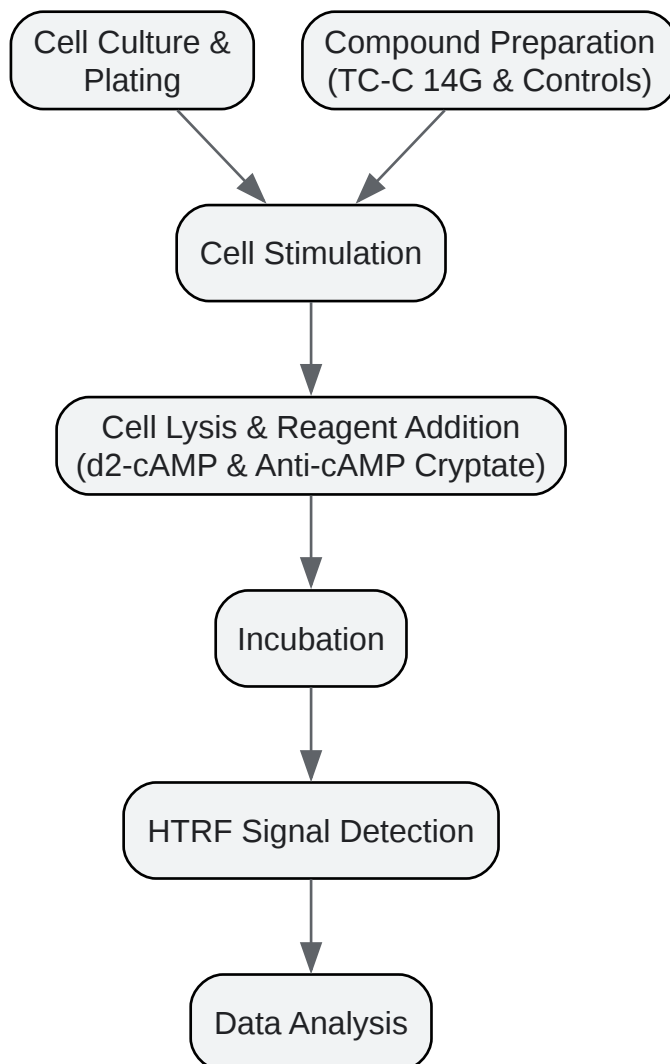 Cell Culture &
Plating
Compound Preparation
(TC-C 14G & Controls)
Cell Stimulation
Cell Lysis & Reagent Addition
(d2-cAMP & Anti-cAMP Cryptate)
Incubation
HTRF Signal Detection
Data Analysis